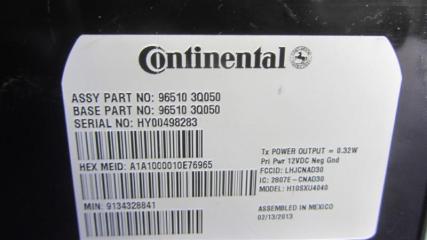 Continental
ASSY PART NO: 96510 3Q050
BASE PART NO: 96510 3Q050
SERIAL NO: HY00498283
HEX MEID: A1A1000010E76965
MIN: 9134328841
Tx POWER OUTPUT = 0.32W
Pri Pwr 12VDC Neg Gnd
FCCID: LHJCNAD30
IC: 2807E-CNAD30
MODEL: H10SXU4040
ASSEMBLED IN MEXICO
02/13/2013